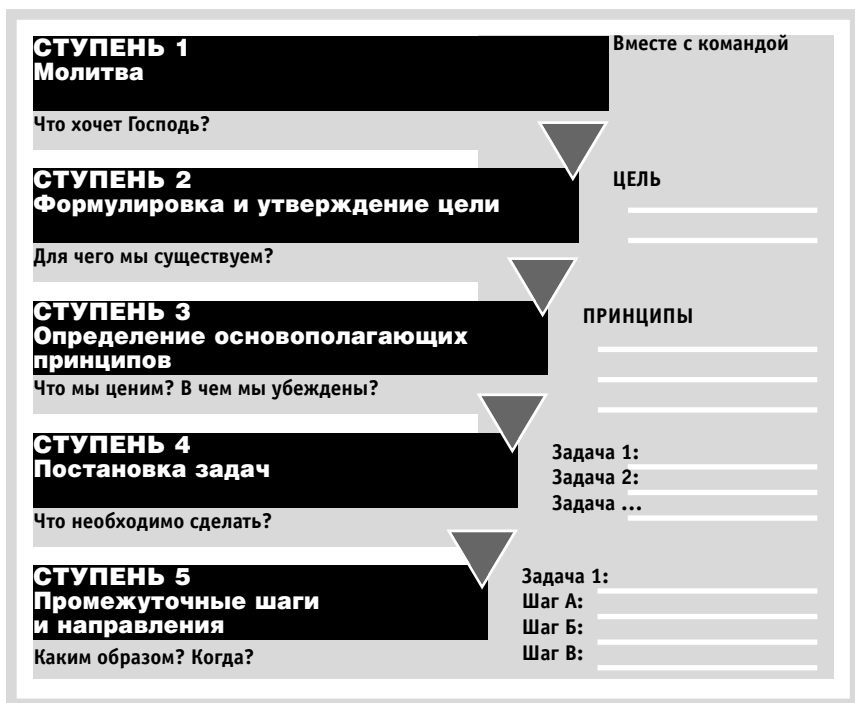 СТУПЕНЬ 1
Молитва
Вместе с командой
Что хочет Господь?
СТУПЕНЬ 2
Формулировка и утверждение цели
ЦЕЛЬ
Для чего мы существуем?
СТУПЕНЬ 3
Определение основополагающих
принципов
ПРИНЦИПЫ
Что мы ценим? В чем мы убеждены?
СТУПЕНЬ 4
Постановка задач
Задача 1:
Задача 2:
Задача ...
Что необходимо сделать?
СТУПЕНЬ 5
Промежуточные шаги
и направления
Задача 1:
Шаг А:
Шаг Б:
Шаг В:
Каким образом? Когда?